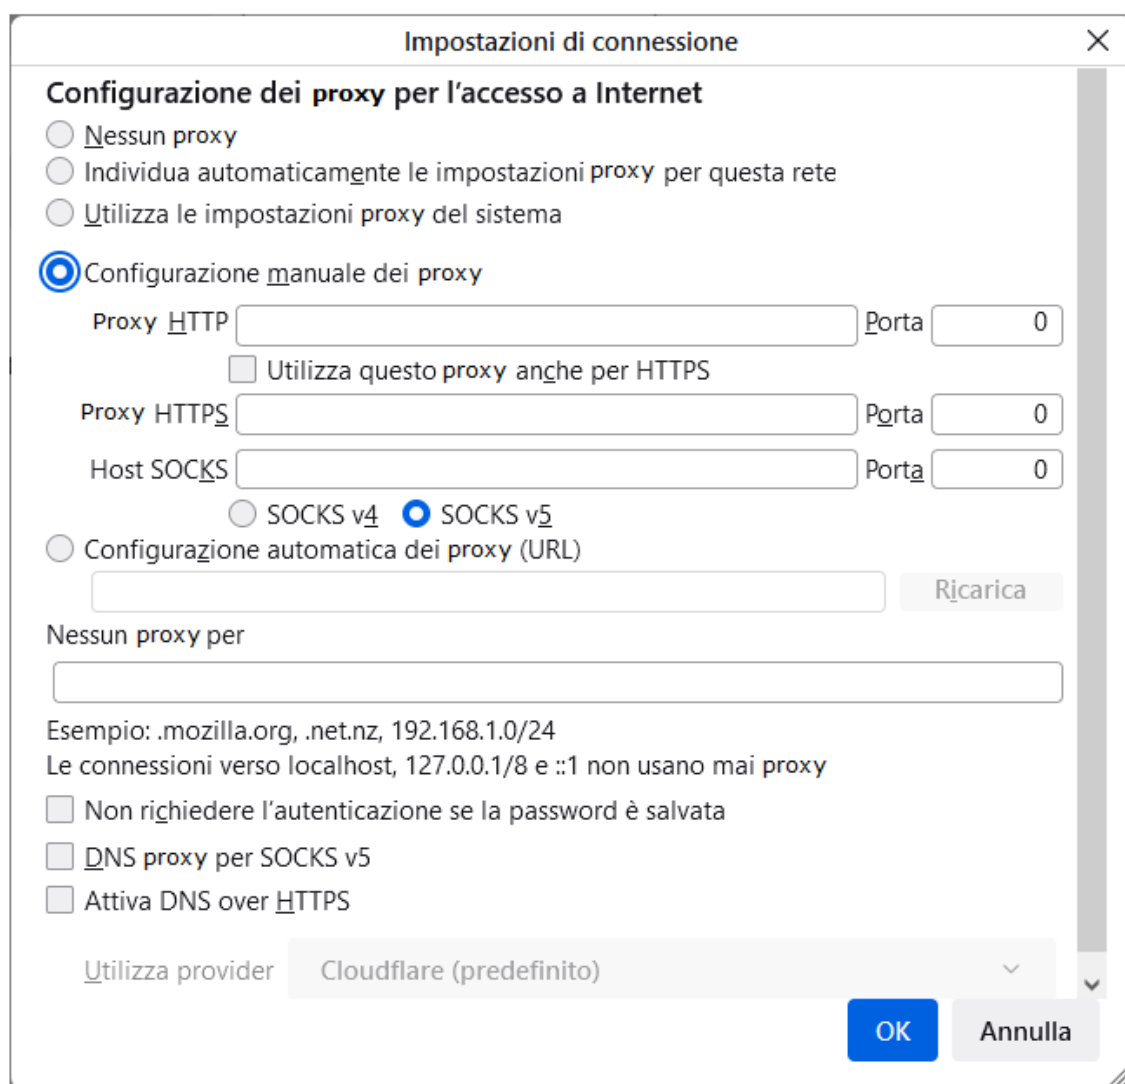 Impostazioni di connessione
Configurazione dei proxy per l'accesso a Internet
Nessun proxy
Individua automaticamente le impostazioni proxy per questa rete
Utilizza le impostazioni proxy del sistema
Configurazione manuale dei proxy
Proxy HTTP Porta 0
Utilizza questo proxy anche per HTTPS
Proxy HTTPS Porta 0
Host SOCKS Porta 0
SOCKS v4 SOCKS v5
Configurazione automatica dei proxy (URL)
Ricarica
Nessun proxy per
Esempio: .mozilla.org, .net.nz, 192.168.1.0/24
Le connessioni verso localhost, 127.0.0.1/8 e ::1 non usano mai proxy
Non richiedere l'autenticazione se la password è salvata
DNS proxy per SOCKS v5
Attiva DNS over HTTPS
Utilizza provider Cloudflare (predefinito)
OK Annulla